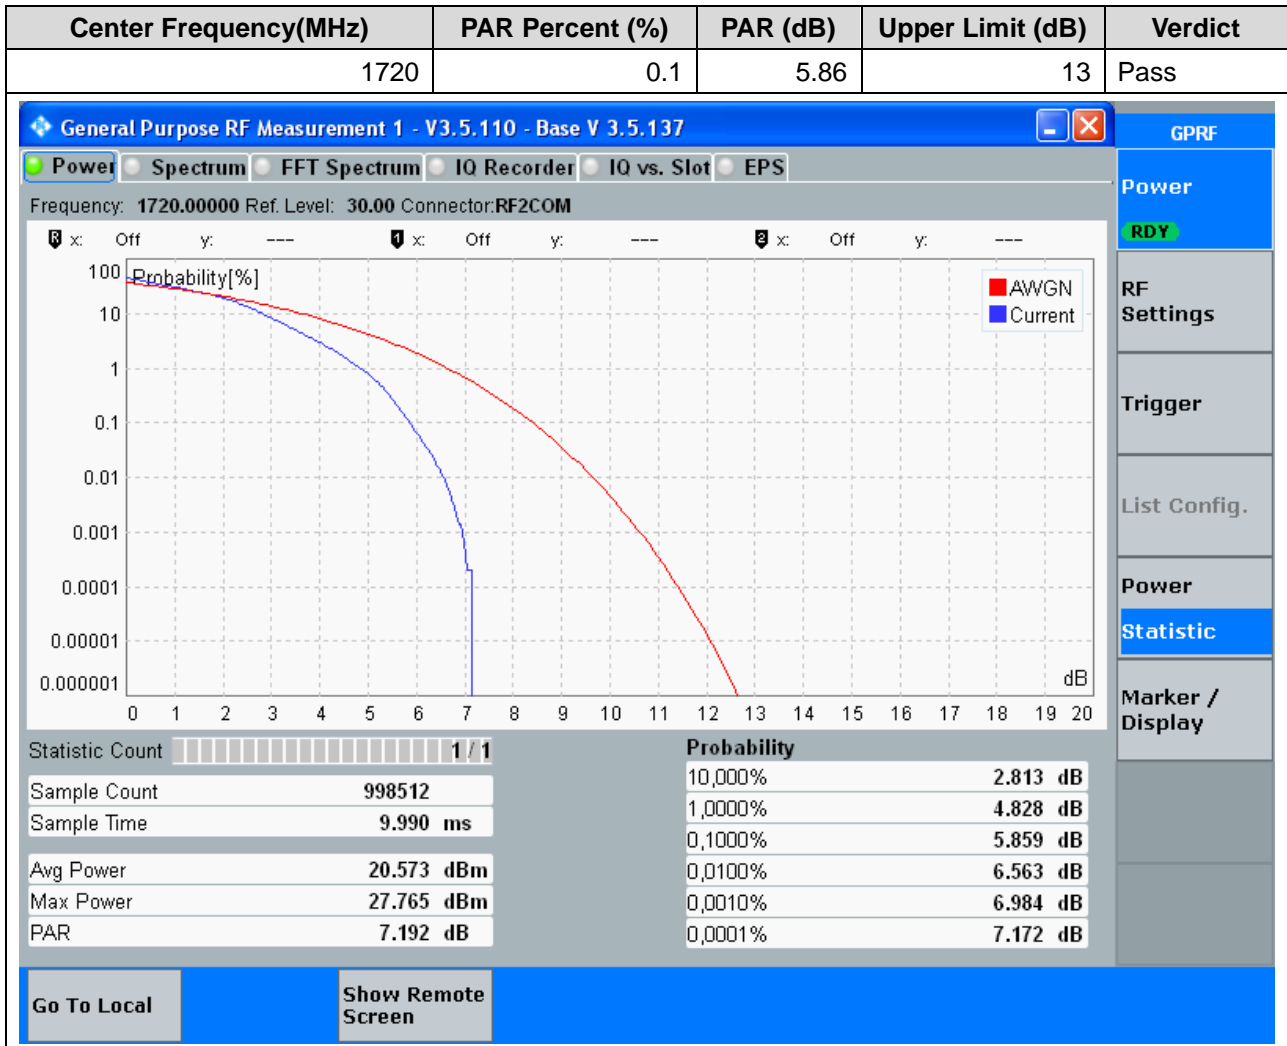 Center Frequency(MHz) PAR Percent (%) PAR (dB) Upper Limit (dB) Verdict
1720 0.1 5.86 13 Pass
General Purpose RF Measurement 1 - V3.5.110 - Base V 3.5.137
GPRF
Power Spectrum FFT Spectrum IQ Recorder IQ vs. Slot EPS
Power
RDY
Frequency: 1720.00000 Ref. Level: 30.00 Connector:RF2COM
R x: Off y: --- 1 x: Off y: --- 2 x: Off y: ---
Probability[%]
AWGN
Current
100
10
1
0.1
0.01
0.001
0.0001
0.00001
0.000001
dB
0 1 2 3 4 5 6 7 8 9 10 11 12 13 14 15 16 17 18 19 20
RF
Settings
Trigger
List Config.
Power
Statistic
Marker /
Display
Statistic Count 1 / 1
Sample Count 998512
Sample Time 9.990 ms
Avg Power 20.573 dBm
Max Power 27.765 dBm
PAR 7.192 dB
Probability
10,000% 2.813 dB
1,0000% 4.828 dB
0,1000% 5.859 dB
0,0100% 6.563 dB
0,0010% 6.984 dB
0,0001% 7.172 dB
Go To Local
Show Remote
Screen